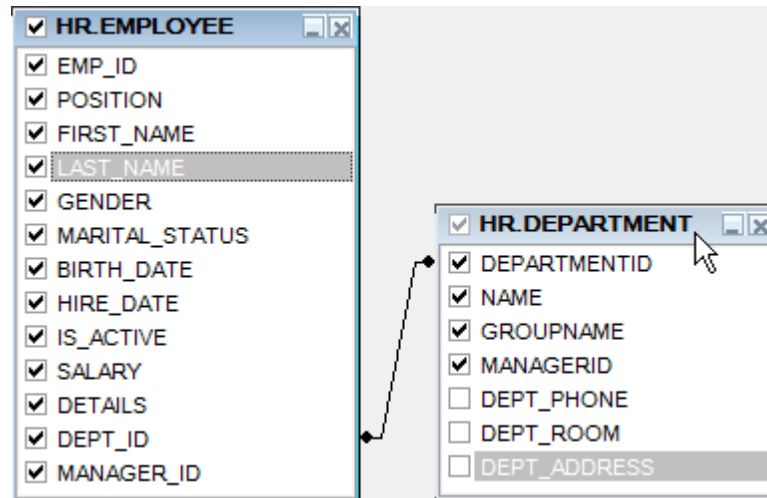 HR.EMPLOYEE
EMP_ID
POSITION
FIRST_NAME
LAST_NAME
GENDER
MARITAL_STATUS
BIRTH_DATE
HIRE_DATE
IS_ACTIVE
SALARY
DETAILS
DEPT_ID
MANAGER_ID
HR.DEPARTMENT
DEPARTMENTID
NAME
GROUPNAME
MANAGERID
DEPT_PHONE
DEPT_ROOM
DEPT_ADDRESS